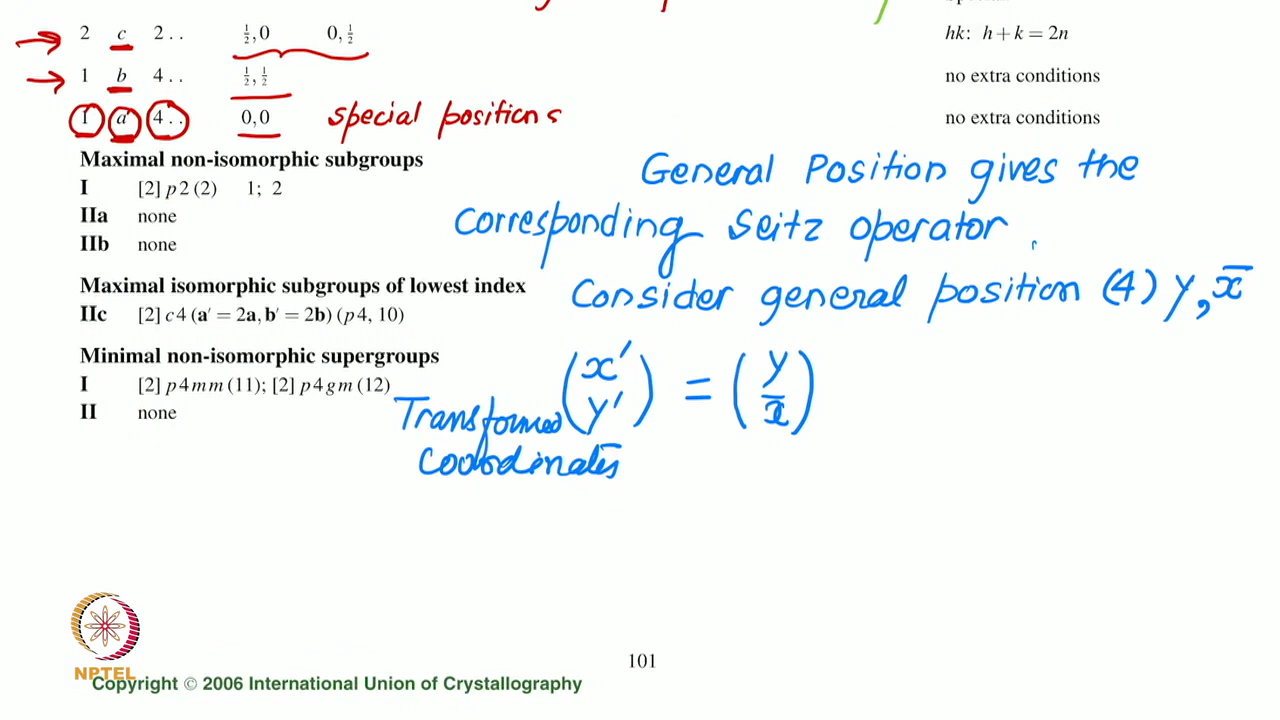 hk: h + k = 2n
2 c 2 . . ½,0 0,½
1 b 4 . . ½,½ no extra conditions
1 a 4 . . 0,0 special positions no extra conditions
Maximal non-isomorphic subgroups
I [2] p2 (2) 1; 2
IIa none
IIb none
General Position gives the
corresponding Seitz operator.
Maximal isomorphic subgroups of lowest index
IIc [2] c4 (a′ = 2a, b′ = 2b) (p4, 10)
Consider general position (4) y, x̅
Minimal non-isomorphic supergroups
I [2] p4mm (11); [2] p4gm (12)
II none
(x′ y′) = (y x̅)
Transformed
coordinates
101
NPTEL
Copyright © 2006 International Union of Crystallography